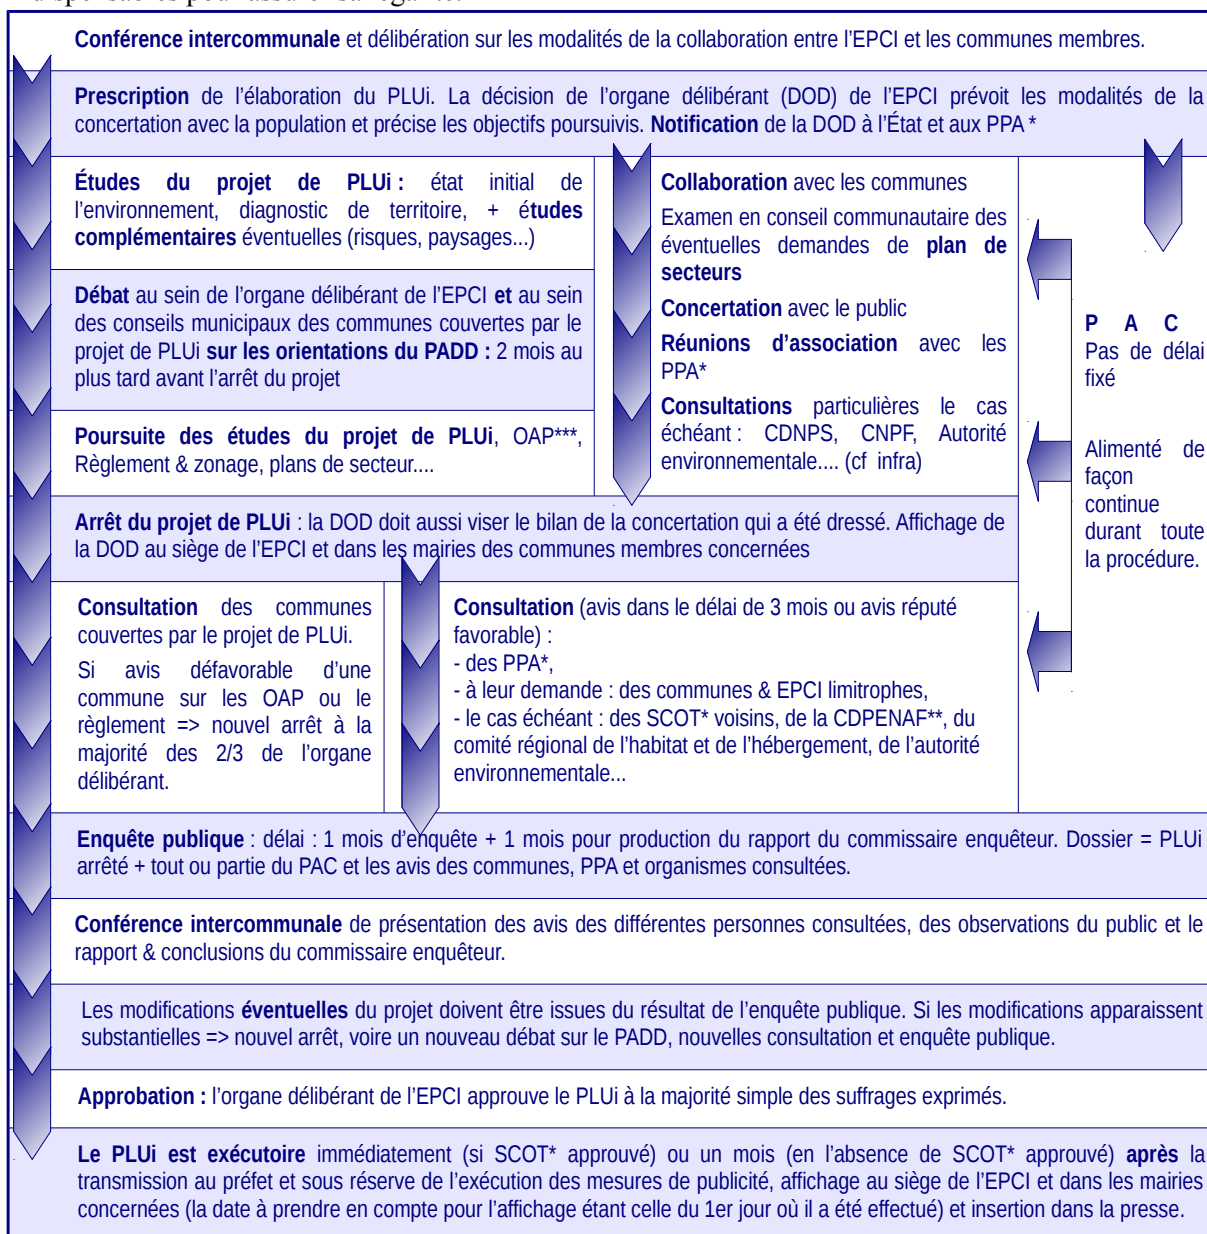 pour assurer sa
Conférence intercommunale et délibération sur les modalités de la collaboration entre l'EPCI et les communes membres.
Prescription de l'élaboration du PLUi. La décision de l'organe délibérant (DOD) de l'EPCI prévoit les modalités de la
concertation avec la population et précise les objectifs poursuivis. Notification de la DOD à l'État et aux PPA *
Études du projet de PLUi : état initial de
l'environnement, diagnostic de territoire, + études
complémentaires éventuelles (risques, paysages...)
Débat au sein de l'organe délibérant de l'EPCI et au sein
des conseils municipaux des communes couvertes par le
projet de PLUi sur les orientations du PADD : 2 mois au
plus tard avant l'arrêt du projet
Poursuite des études du projet de PLUi, OAP***,
Règlement & zonage, plans de secteur....
Collaboration avec les communes
Examen en conseil communautaire des
éventuelles demandes de plan de
secteurs
Concertation avec le public
Réunions d'association avec les
PPA*
Consultations particulières le cas
échéant : CDNPS, CNPF, Autorité
environnementale.... (cf infra)
P A C
Pas de délai
fixé
Alimenté de
façon
continue
durant toute
la procédure.
Arrêt du projet de PLUi : la DOD doit aussi viser le bilan de la concertation qui a été dressé. Affichage de
la DOD au siège de l'EPCI et dans les mairies des communes membres concernées
Consultation des communes
couvertes par le projet de PLUi.
Si avis défavorable d'une
commune sur les OAP ou le
règlement => nouvel arrêt à la
majorité des 2/3 de l'organe
délibérant.
Consultation (avis dans le délai de 3 mois ou avis réputé
favorable) :
- des PPA*,
- à leur demande : des communes & EPCI limitrophes,
- le cas échéant : des SCOT* voisins, de la CDPENAF**, du
comité régional de l'habitat et de l'hébergement, de l'autorité
environnementale...
Enquête publique : délai : 1 mois d'enquête + 1 mois pour production du rapport du commissaire enquêteur. Dossier = PLUi
arrêté + tout ou partie du PAC et les avis des communes, PPA et organismes consultées.
Conférence intercommunale de présentation des avis des différentes personnes consultées, des observations du public et le
rapport & conclusions du commissaire enquêteur.
Les modifications éventuelles du projet doivent être issues du résultat de l'enquête publique. Si les modifications apparaissent
substantielles => nouvel arrêt, voire un nouveau débat sur le PADD, nouvelles consultation et enquête publique.
Approbation : l'organe délibérant de l'EPCI approuve le PLUi à la majorité simple des suffrages exprimés.
Le PLUi est exécutoire immédiatement (si SCOT* approuvé) ou un mois (en l'absence de SCOT* approuvé) après la
transmission au préfet et sous réserve de l'exécution des mesures de publicité, affichage au siège de l'EPCI et dans les mairies
concernées (la date à prendre en compte pour l'affichage étant celle du 1er jour où il a été effectué) et insertion dans la presse.